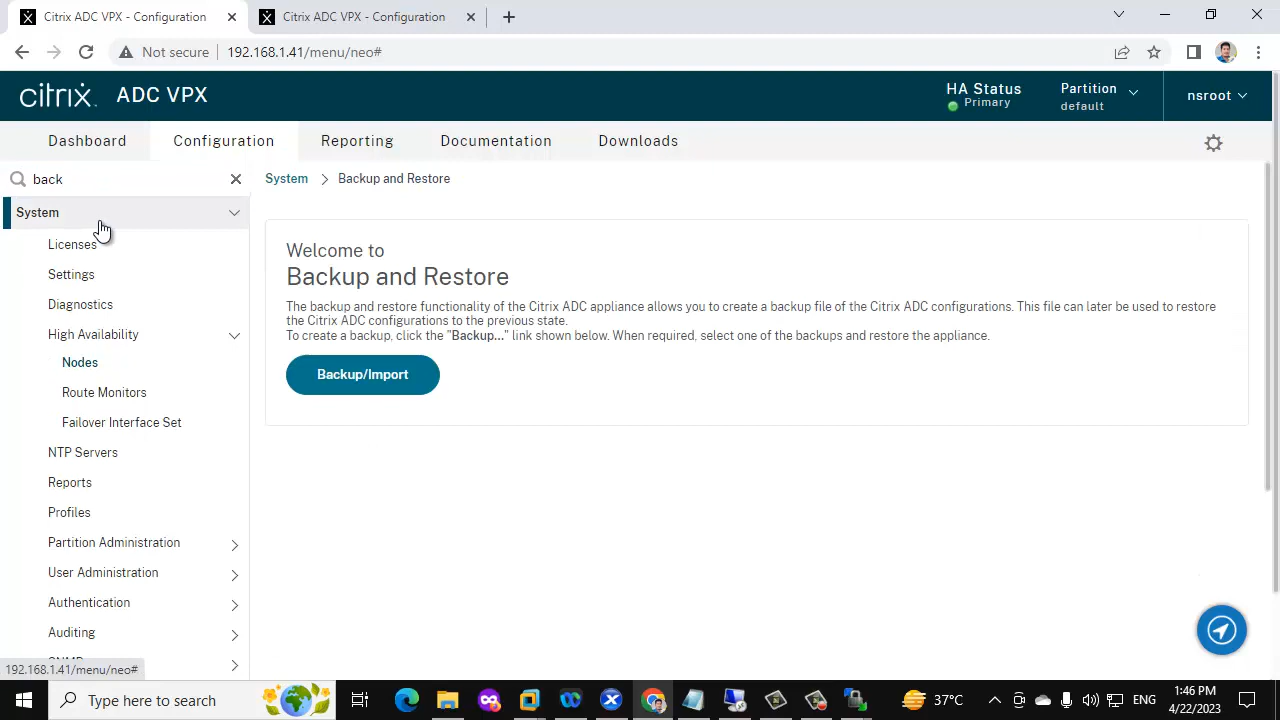 Citrix ADC VPX - Configuration
Citrix ADC VPX - Configuration
Not secure
192.168.1.41/menu/neo#
citrix ADC VPX
HA Status
Primary
Partition
default
nsroot
Dashboard
Configuration
Reporting
Documentation
Downloads
back
System
Backup and Restore
System
Licenses
Settings
Diagnostics
High Availability
Nodes
Route Monitors
Failover Interface Set
NTP Servers
Reports
Profiles
Partition Administration
User Administration
Authentication
Auditing
SNMP
192.168.1.41/menu/neo#
Welcome to
Backup and Restore
The backup and restore functionality of the Citrix ADC appliance allows you to create a backup file of the Citrix ADC configurations. This file can later be used to restore
the Citrix ADC configurations to the previous state.
To create a backup, click the "Backup..." link shown below. When required, select one of the backups and restore the appliance.
Backup/Import
Type here to search
37°C
ENG
1:46 PM
4/22/2023